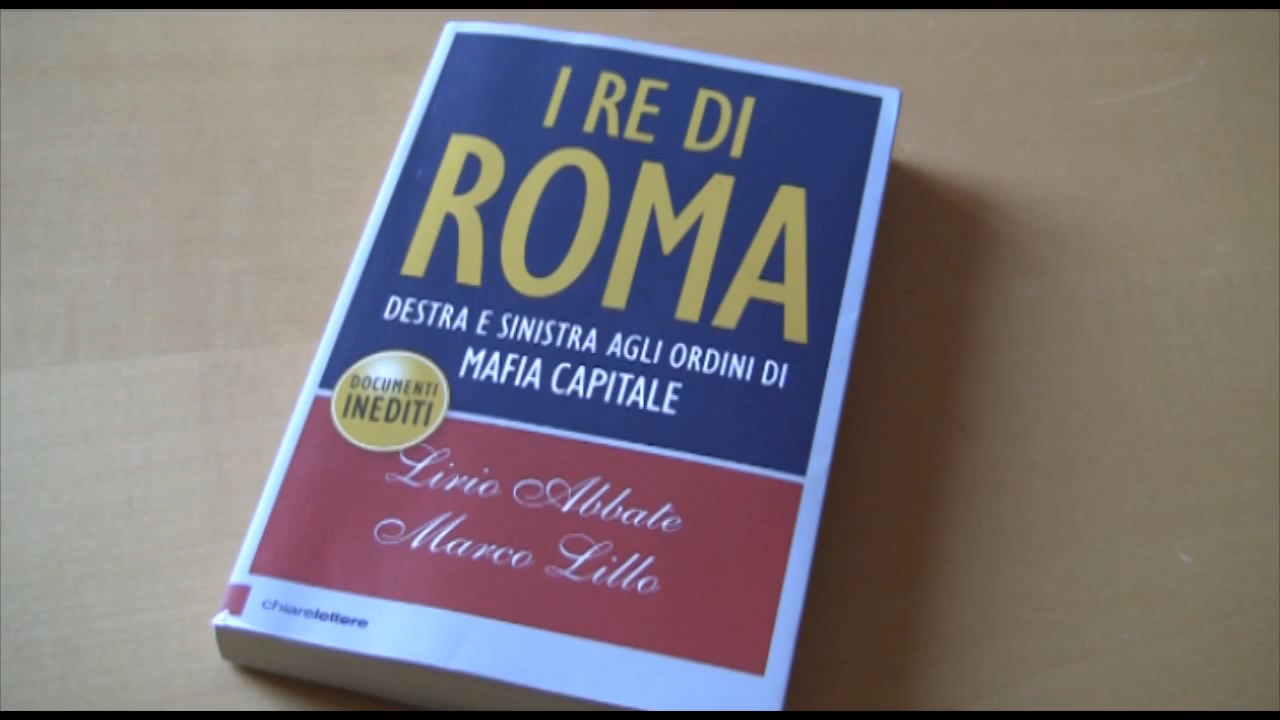 I RE DI
ROMA
DESTRA E SINISTRA AGLI ORDINI DI
MAFIA CAPITALE
DOCUMENTI
INEDITI
Lirio Abbate
Marco Lillo
chiarelettere